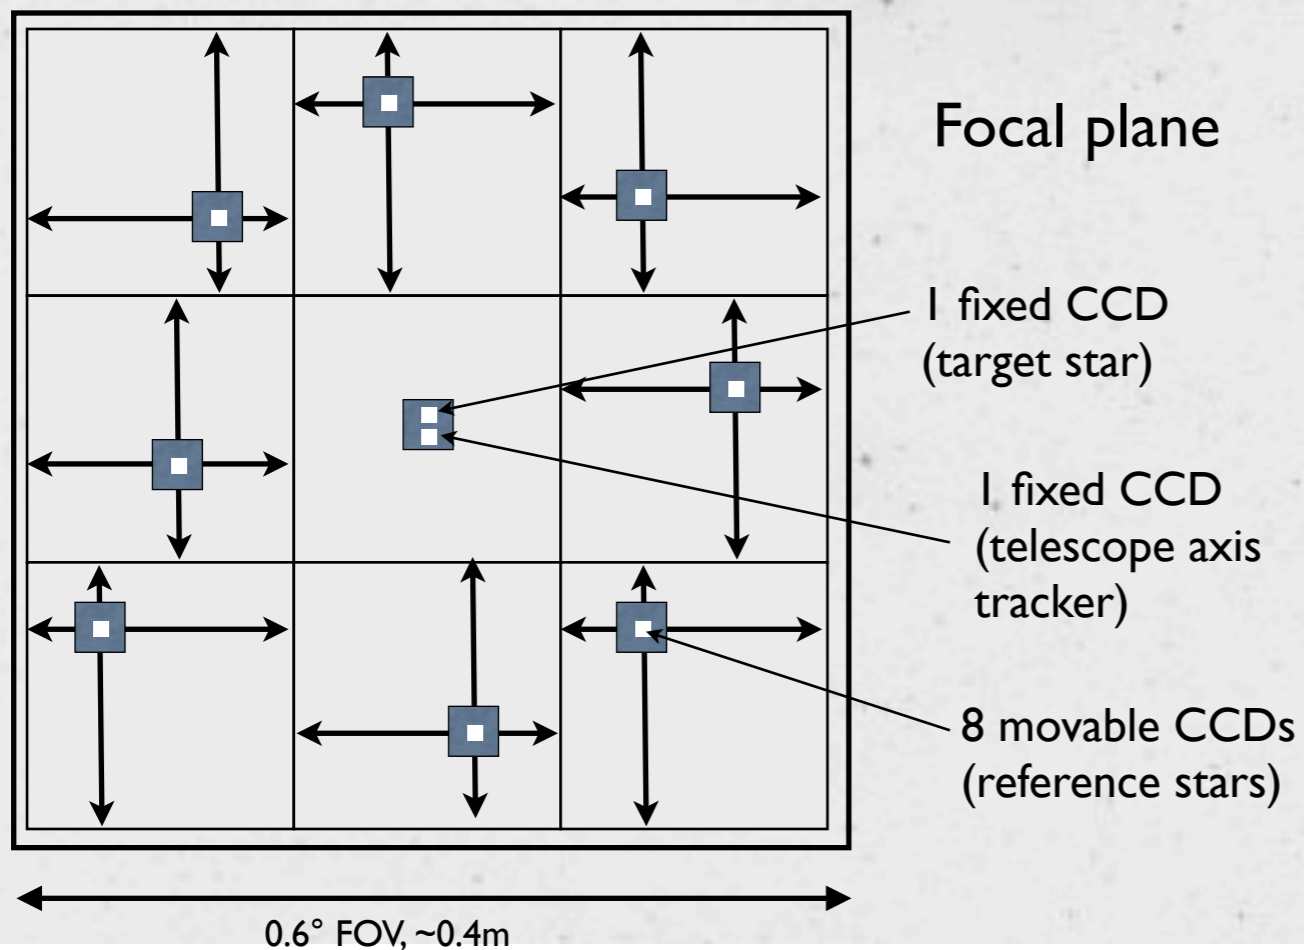 Focal plane
1 fixed CCD
(target star)
1 fixed CCD
(telescope axis
tracker)
8 movable CCDs
(reference stars)
0.6° FOV, ~0.4m